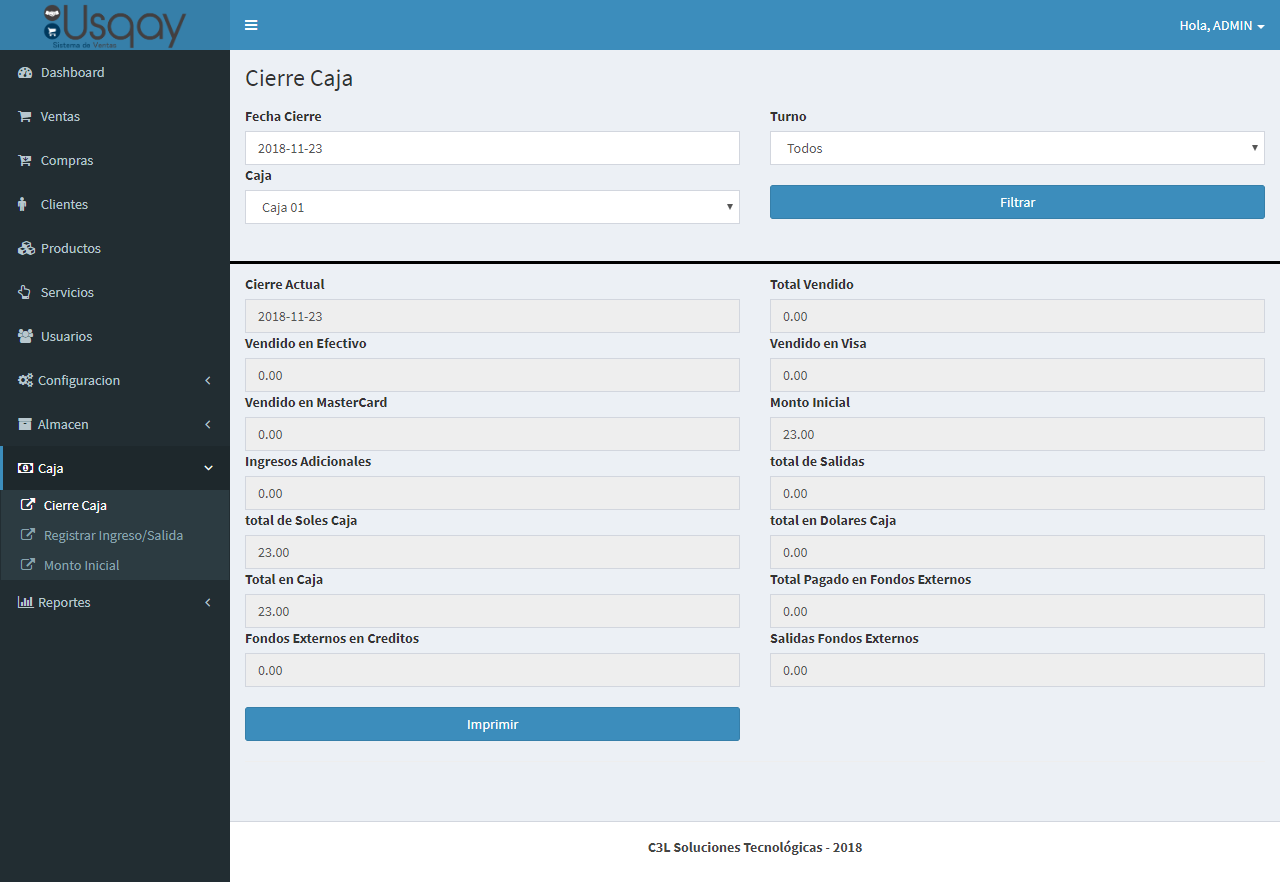 Usqay
Sistema de Ventas
Hola, ADMIN
Dashboard
Ventas
Compras
Clientes
Productos
Servicios
Usuarios
Configuracion
Almacen
Caja
Cierre Caja
Registrar Ingreso/Salida
Monto Inicial
Reportes
Cierre Caja
Fecha Cierre
2018-11-23
Turno
Todos
Caja
Caja 01
Filtrar
Cierre Actual
2018-11-23
Total Vendido
0.00
Vendido en Efectivo
0.00
Vendido en Visa
0.00
Vendido en MasterCard
0.00
Monto Inicial
23.00
Ingresos Adicionales
0.00
total de Salidas
0.00
total de Soles Caja
23.00
total en Dolares Caja
0.00
Total en Caja
23.00
Total Pagado en Fondos Externos
0.00
Fondos Externos en Creditos
0.00
Salidas Fondos Externos
0.00
Imprimir
C3L Soluciones Tecnológicas - 2018